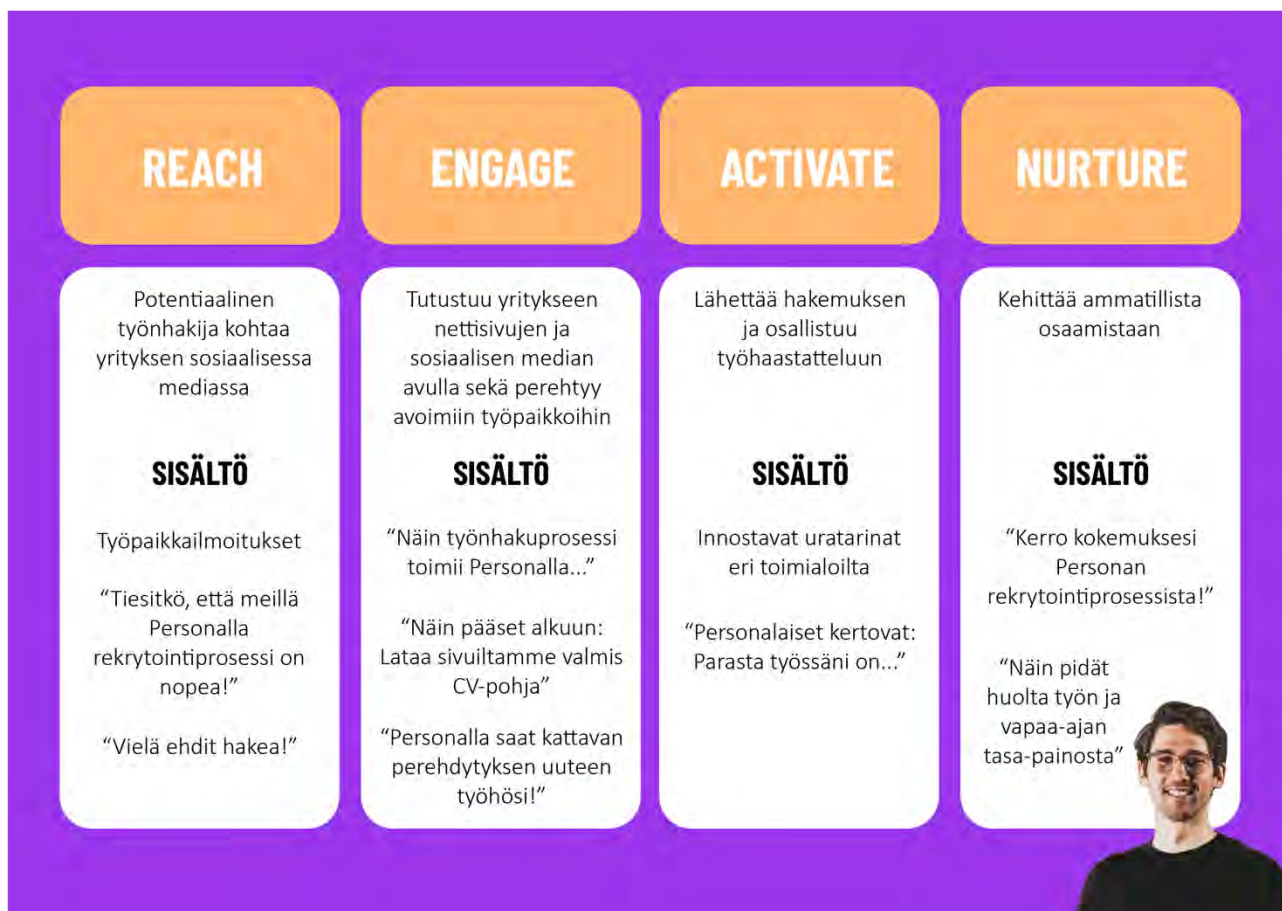 REACH
Potentiaalinen
työnhakija kohtaa
yrityksen sosiaalisessa
mediassa
SISÄLTÖ
Työpaikkailmoitukset
“Tiesitkö, että meillä
Personalla
rekrytointiprosessi on
nopea!”
“Vielä ehdit hakea!”
ENGAGE
Tutustuu yritykseen
nettisivujen ja
sosiaalisen median
avulla sekä perehtyy
avoimiin työpaikkoihin
SISÄLTÖ
“Näin työnhakuprosessi
toimii Personalla...”
“Näin pääset alkuun:
Lataa sivuiltamme valmis
CV-pohja”
“Personalla saat kattavan
perehdytyksen uuteen
työhösi!”
ACTIVATE
Lähettää hakemuksen
ja osallistuu
työhaastatteluun
SISÄLTÖ
Innostavat uratarinat
eri toimialoilta
“Personalaiset kertovat:
Parasta työssäni on...”
NURTURE
Kehittää ammatillista
osaamistaan
SISÄLTÖ
“Kerro kokemuksesi
Personan
rekrytointiprosessista!”
“Näin pidät
huolta työn ja
vapaa-ajan
tasa-painosta”